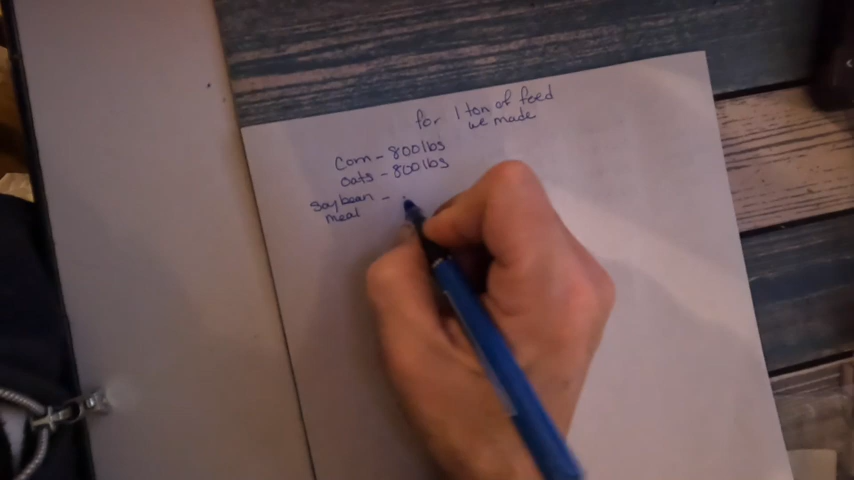 for 1 ton of feed
we made
Corn - 800lbs
oats - 800lbs
Soybean -
meal